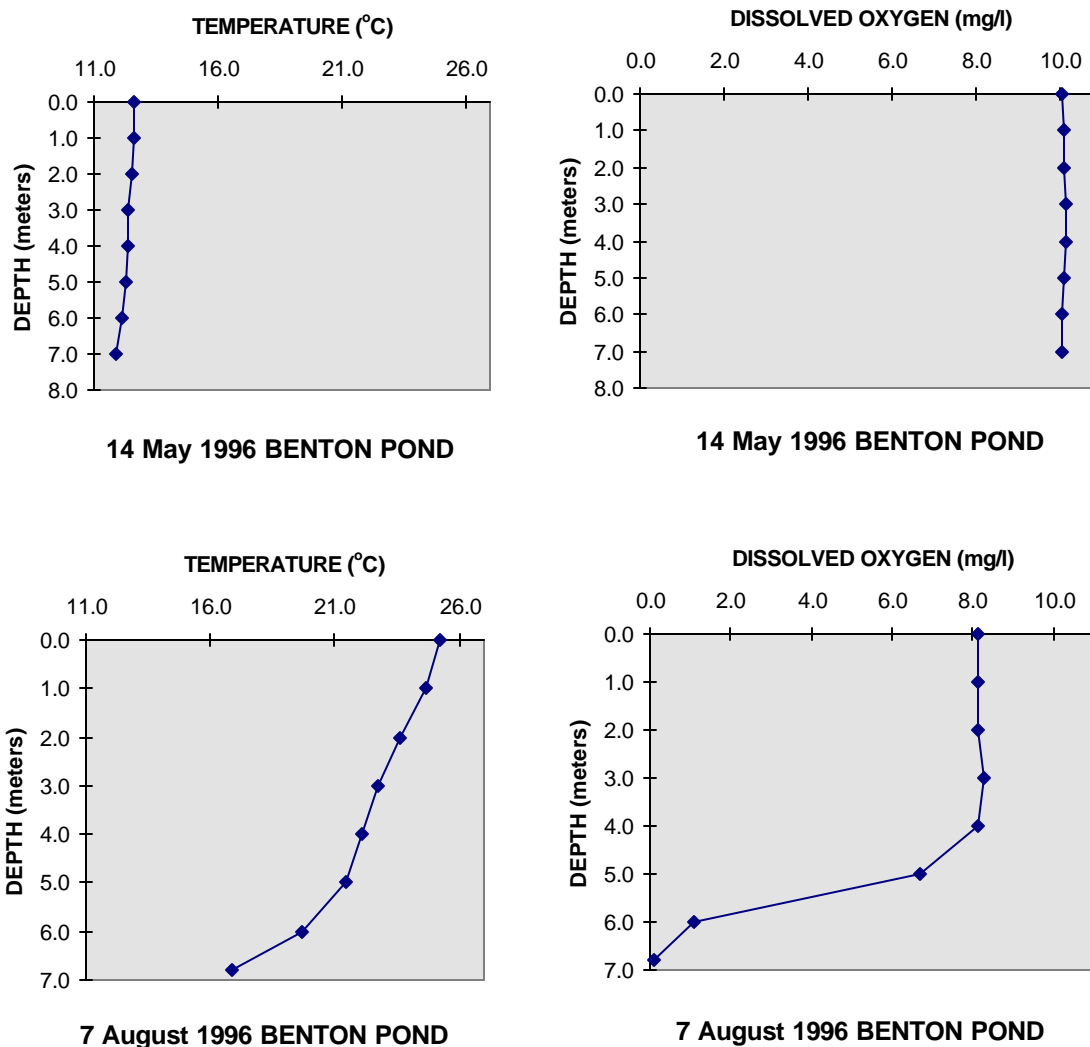 TEMPERATURE (°C)
11.0 16.0 21.0 26.0
0.0
1.0
2.0
3.0
4.0
5.0
6.0
7.0
8.0
DEPTH (meters)
14 May 1996 BENTON POND
DISSOLVED OXYGEN (mg/l)
0.0 2.0 4.0 6.0 8.0 10.0
0.0
1.0
2.0
3.0
4.0
5.0
6.0
7.0
8.0
DEPTH (meters)
14 May 1996 BENTON POND
TEMPERATURE (°C)
11.0 16.0 21.0 26.0
0.0
1.0
2.0
3.0
4.0
5.0
6.0
7.0
DEPTH (meters)
7 August 1996 BENTON POND
DISSOLVED OXYGEN (mg/l)
0.0 2.0 4.0 6.0 8.0 10.0
0.0
1.0
2.0
3.0
4.0
5.0
6.0
7.0
DEPTH (meters)
7 August 1996 BENTON POND